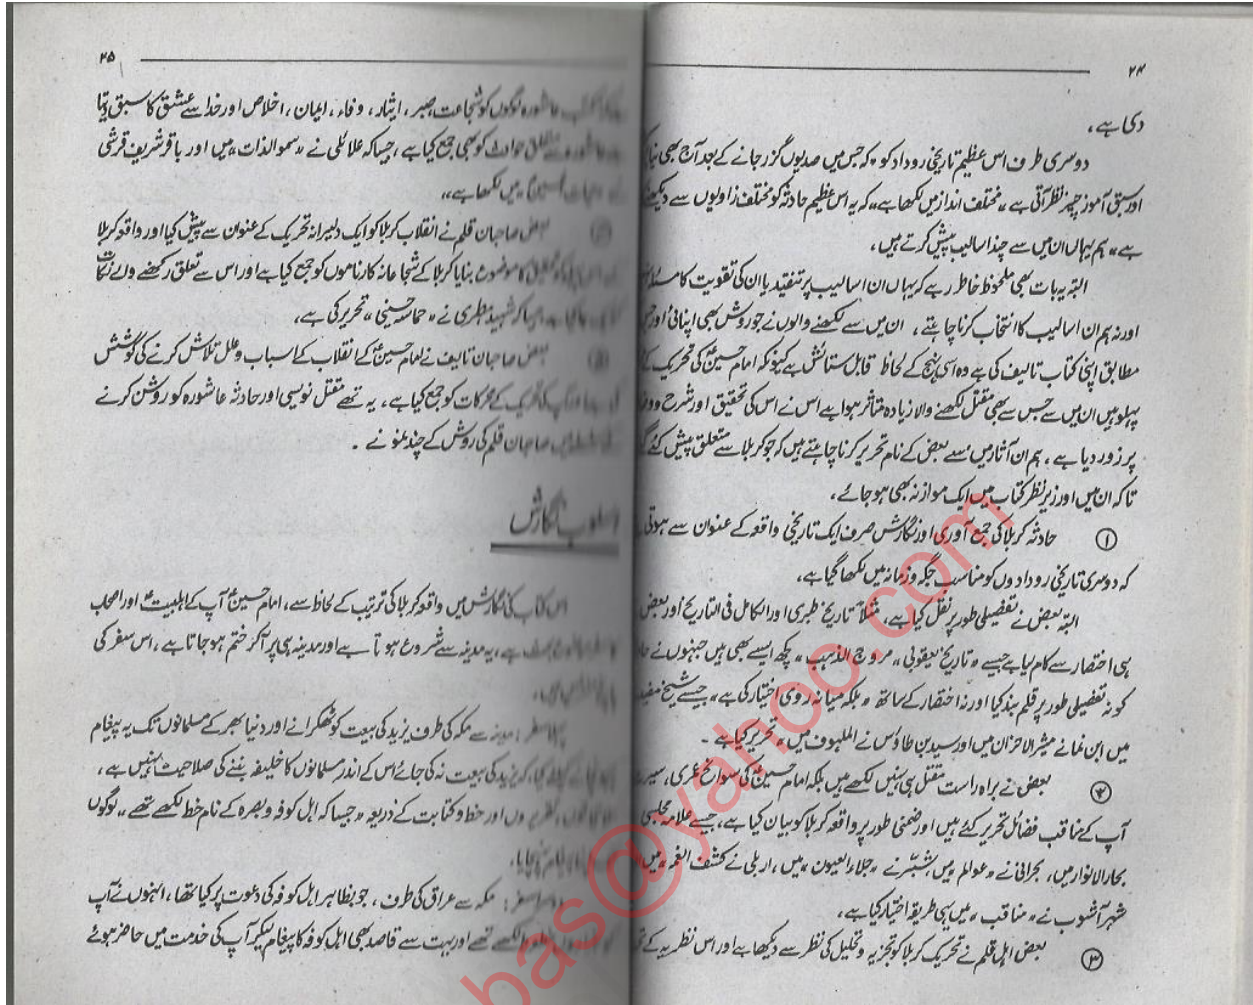 ۲۴
دی ہے،
دوسری طرف اس عظیم تاریخی روداد کو "کہ جس میں صدیوں گزر جانے کے بعد آج بھی
اور سبق آموز چیز نظر آتی ہے" مختلف انداز میں لکھا ہے" کہ یہ اس عظیم حادثہ کو مختلف زاویوں سے
ہے" ہم یہاں ان میں سے چند اسالیب پیش کرتے ہیں،
البتہ یہ بات بھی ملحوظ خاطر رہے کہ یہاں ان اسالیب پر تنقید یا ان کی تقویت کا
اور نہ ہم ان اسالیب کا انتخاب کرنا چاہتے، ان میں سے لکھنے والوں نے جو روش بھی اپنائی اور
مطابق اپنی کتاب تالیف کی ہے وہ اسی نہج کے لحاظ قابل ستائش ہے کیونکہ امام حسینؑ کی تحریک کے
پہلو ہیں ان میں سے جس سے بھی مقتل لکھنے والا زیادہ متاثر ہوا ہے اس نے اس کی تحقیق اور شرح و
پر زور دیا ہے، ہم ان آثار میں سے بعض کے نام تحریر کرنا چاہتے ہیں کہ جو کربلا سے متعلق پیش کئے
تاکہ ان میں اور زیر نظر کتاب میں ایک موازنہ بھی ہو جائے،
① حادثہ کربلا کی جمع آوری اور نگارش صرف ایک تاریخی واقعہ کے عنوان سے ہوتی
کہ دوسری تاریخی رودادوں کو مناسب جگہ و زمانہ میں لکھا گیا ہے،
البتہ بعض نے تفصیلی طور پر نقل کیا ہے، مثلاً تاریخ طبری اور الکامل فی التاریخ اور بعض
ہی اختصار سے کام لیا ہے جیسے "تاریخ یعقوبی" مروج الذہب" کچھ ایسے بھی ہیں جنہوں نے
کو نہ تفصیلی طور پر قلم بند کیا اور نہ اختصار کے ساتھ" بلکہ میانہ روی اختیار کی ہے" جیسے شیخ مفید
میں ابن نما نے مثیر الاحزان میں اور سید بن طاؤس نے الملہوف میں" تحریر کیا ہے۔
② بعض نے براہ راست مقتل ہی نہیں لکھے ہیں بلکہ امام حسینؑ کی سوانح عمری،
آپ کے مناقب فضائل تحریر کئے ہیں اور ضمنی طور پر واقعہ کربلا کو بیان کیا ہے، جیسے علامہ مجلسی
بحار الانوار میں، بحرانی نے "عوالم" میں شبّر نے "جلاء العیون" میں، اربلی نے کشف الغمہ" میں
شہر آشوب نے "مناقب" میں یہی طریقہ اختیار کیا ہے،
③ بعض اہل قلم نے تحریک کربلا کو تجزیہ و تحلیل کی نظر سے دیکھا ہے اور اس نظریہ کے
۲۵
عاشورہ لوگوں کو شجاعت، صبر، ایثار، وفاء، ایمان، اخلاص اور خدا سے عشق کا سبق دیتا
حوادث کو بھی جمع کیا ہے، جیسا کہ علائلی نے "سمو الذات" میں اور باقر شریف قرشی
میں لکھا ہے،،
بعض صاحبان قلم نے انقلاب کربلا کو ایک دلیرانہ تحریک کے عنوان سے پیش کیا اور واقعہ کربلا
کا موضوع بنایا کربلا کے شجاعانہ کارناموں کو جمع کیا ہے اور اس سے تعلق رکھنے والے نکات
جیسا کہ شہید مطہری نے "حماسہ حسینی" تحریر کی ہے،
بعض صاحبان تالیف نے امام حسینؑ کے انقلاب کے اسباب و علل تلاش کرنے کی کوشش
تحریک کے محرکات کو جمع کیا ہے، یہ تھے مقتل نویسی اور حادثہ عاشورہ کو روشن کرنے
صاحبان قلم کی روش کے چند نمونے۔
اسلوب نگارش
اس کتاب کی نگارش میں واقعہ کربلا کی ترتیب کے لحاظ سے، امام حسینؑ آپ کے اہلبیتؑ اور اصحاب
ہے، یہ مدینہ سے شروع ہوتا ہے اور مدینہ ہی پر آ کر ختم ہو جاتا ہے، اس سفر کی
ہیں،
پہلا سفر: مدینہ سے مکہ کی طرف یزید کی بیعت کو ٹھکرانے اور دنیا بھر کے مسلمانوں تک یہ پیغام
کہ یزید کی بیعت نہ کی جائے اس کے اندر مسلمانوں کا خلیفہ بننے کی صلاحیت نہیں ہے،
اور خط و کتابت کے ذریعہ" جیسا کہ اہل کوفہ و بصرہ کے نام خط لکھے تھے" لوگوں
پہنچایا،
دوسرا سفر: مکہ سے عراق کی طرف، جو بظاہر اہل کوفہ کی دعوت پر کیا تھا، انہوں نے آپ
لکھے تھے اور بہت سے قاصد بھی اہل کوفہ کا پیغام لیکر آپ کی خدمت میں حاضر ہوئے
bas@yahoo.com